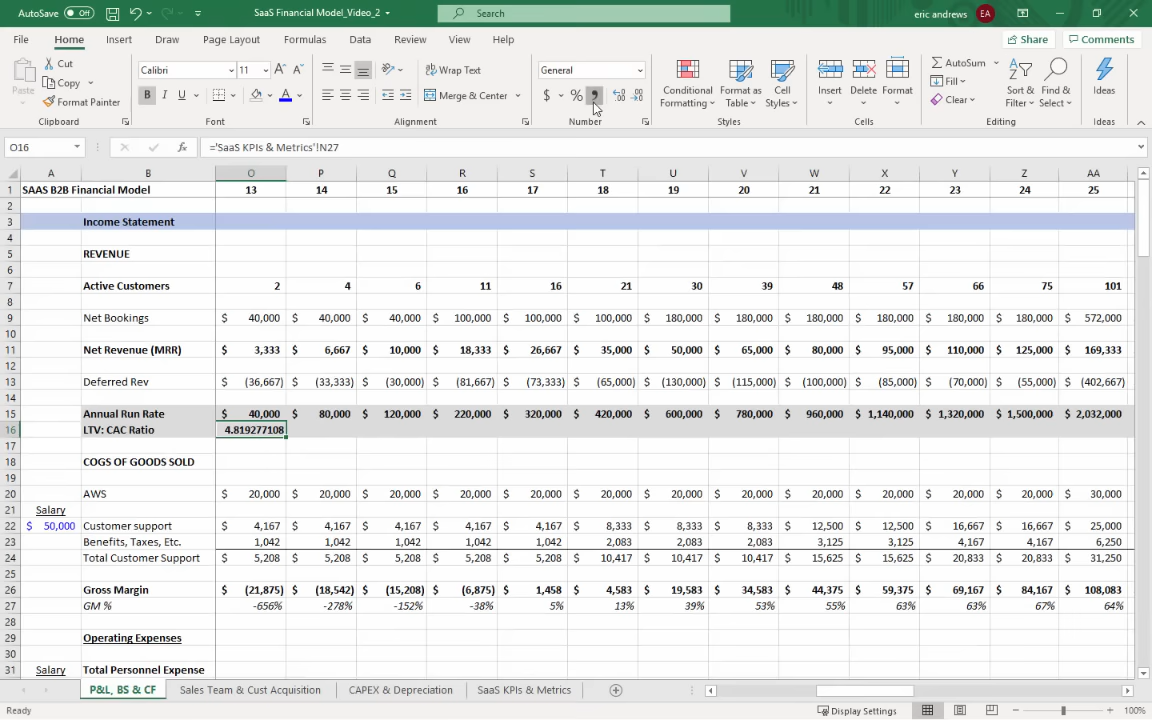 AutoSave Off SaaS Financial Model_Video_2 Search eric andrews EA
File Home Insert Draw Page Layout Formulas Data Review View Help Share Comments
Cut
Copy
Format Painter
Paste
Clipboard
Calibri 11
B I U
Font
Wrap Text
Merge & Center
Alignment
General
$ % ,
Number
Conditional Formatting
Format as Table
Cell Styles
Styles
Insert Delete Format
Cells
AutoSum
Fill
Clear
Sort & Filter
Find & Select
Editing
Ideas
Ideas
O16 fx ='SaaS KPIs & Metrics'!N27
A B O P Q R S T U V W X Y Z AA
1 SAAS B2B Financial Model 13 14 15 16 17 18 19 20 21 22 23 24 25
2
3 Income Statement
4
5 REVENUE
6
7 Active Customers 2 4 6 11 16 21 30 39 48 57 66 75 101
8
9 Net Bookings $ 40,000 $ 40,000 $ 40,000 $ 100,000 $ 100,000 $ 100,000 $ 180,000 $ 180,000 $ 180,000 $ 180,000 $ 180,000 $ 180,000 $ 572,000
10
11 Net Revenue (MRR) $ 3,333 $ 6,667 $ 10,000 $ 18,333 $ 26,667 $ 35,000 $ 50,000 $ 65,000 $ 80,000 $ 95,000 $ 110,000 $ 125,000 $ 169,333
12
13 Deferred Rev $ (36,667) $ (33,333) $ (30,000) $ (81,667) $ (73,333) $ (65,000) $ (130,000) $ (115,000) $ (100,000) $ (85,000) $ (70,000) $ (55,000) $ (402,667)
14
15 Annual Run Rate $ 40,000 $ 80,000 $ 120,000 $ 220,000 $ 320,000 $ 420,000 $ 600,000 $ 780,000 $ 960,000 $ 1,140,000 $ 1,320,000 $ 1,500,000 $ 2,032,000
16 LTV: CAC Ratio 4.819277108
17
18 COGS OF GOODS SOLD
19
20 AWS $ 20,000 $ 20,000 $ 20,000 $ 20,000 $ 20,000 $ 20,000 $ 20,000 $ 20,000 $ 20,000 $ 20,000 $ 20,000 $ 20,000 $ 30,000
21 Salary
22 $ 50,000 Customer support $ 4,167 $ 4,167 $ 4,167 $ 4,167 $ 4,167 $ 8,333 $ 8,333 $ 8,333 $ 12,500 $ 12,500 $ 16,667 $ 16,667 $ 25,000
23 Benefits, Taxes, Etc. 1,042 1,042 1,042 1,042 1,042 2,083 2,083 2,083 3,125 3,125 4,167 4,167 6,250
24 Total Customer Support $ 5,208 $ 5,208 $ 5,208 $ 5,208 $ 5,208 $ 10,417 $ 10,417 $ 10,417 $ 15,625 $ 15,625 $ 20,833 $ 20,833 $ 31,250
25
26 Gross Margin $ (21,875) $ (18,542) $ (15,208) $ (6,875) $ 1,458 $ 4,583 $ 19,583 $ 34,583 $ 44,375 $ 59,375 $ 69,167 $ 84,167 $ 108,083
27 GM % -656% -278% -152% -38% 5% 13% 39% 53% 55% 63% 63% 67% 64%
28
29 Operating Expenses
30
31 Salary Total Personnel Expense
P&L, BS & CF Sales Team & Cust Acquisition CAPEX & Depreciation SaaS KPIs & Metrics
Ready Display Settings 100%